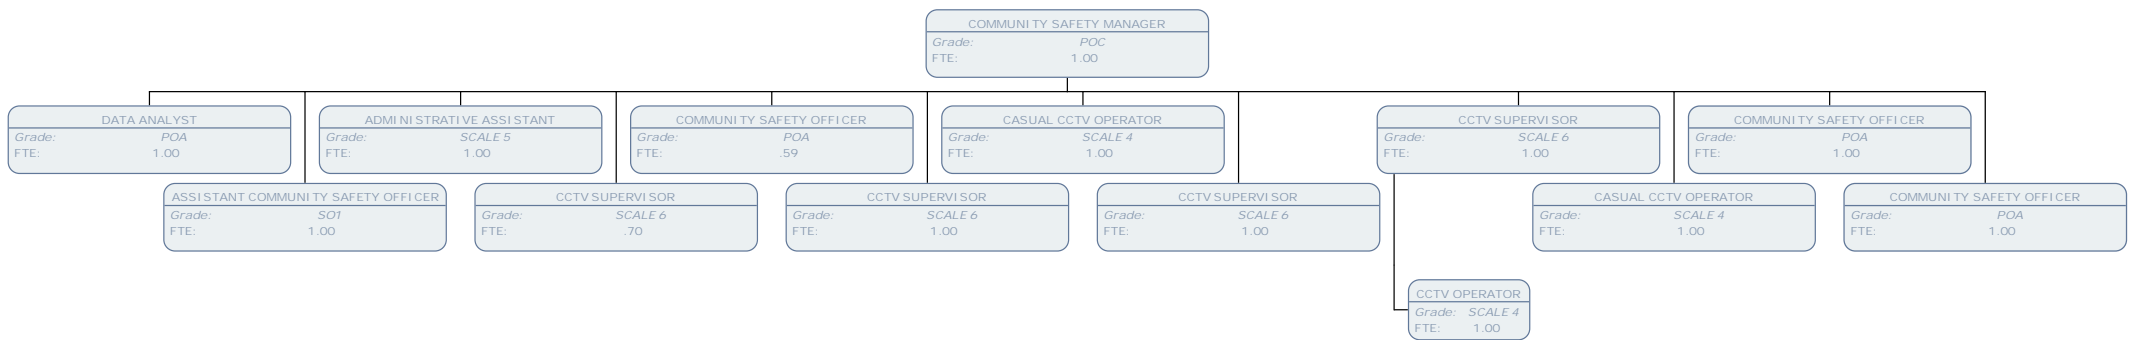 COMMUNITY SAFETY MANAGER
Grade: POC
FTE: 1.00
DATA ANALYST
Grade: POA
FTE: 1.00
ADMINISTRATIVE ASSISTANT
Grade: SCALE 5
FTE: 1.00
COMMUNITY SAFETY OFFICER
Grade: POA
FTE: .59
CASUAL CCTV OPERATOR
Grade: SCALE 4
FTE: 1.00
CCTV SUPERVISOR
Grade: SCALE 6
FTE: 1.00
COMMUNITY SAFETY OFFICER
Grade: POA
FTE: 1.00
ASSISTANT COMMUNITY SAFETY OFFICER
Grade: SO1
FTE: 1.00
CCTV SUPERVISOR
Grade: SCALE 6
FTE: .70
CCTV SUPERVISOR
Grade: SCALE 6
FTE: 1.00
CCTV SUPERVISOR
Grade: SCALE 6
FTE: 1.00
CASUAL CCTV OPERATOR
Grade: SCALE 4
FTE: 1.00
COMMUNITY SAFETY OFFICER
Grade: POA
FTE: 1.00
CCTV OPERATOR
Grade: SCALE 4
FTE: 1.00